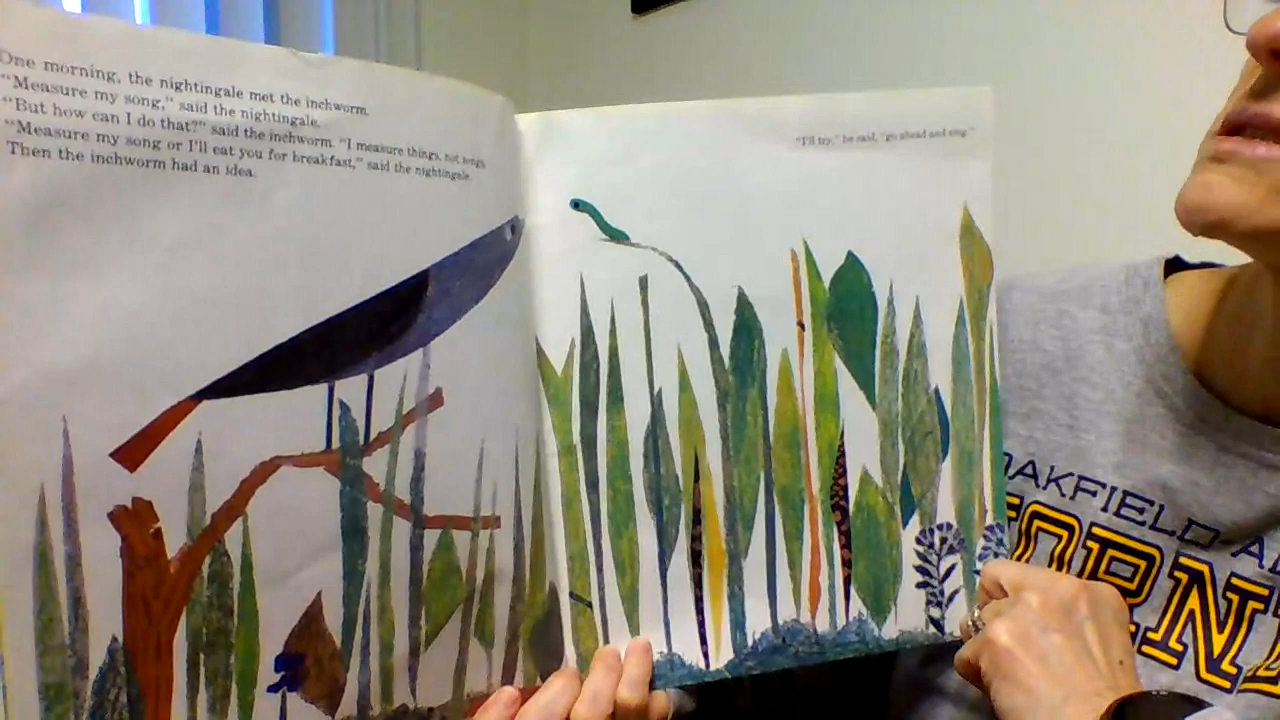 One morning, the nightingale met the inchworm.
"Measure my song," said the nightingale.
"But how can I do that?" said the inchworm. "I measure things, not songs.
"Measure my song or I'll eat you for breakfast," said the nightingale.
Then the inchworm had an idea.
"I'll try," he said, "go ahead and sing."
OAKFIELD